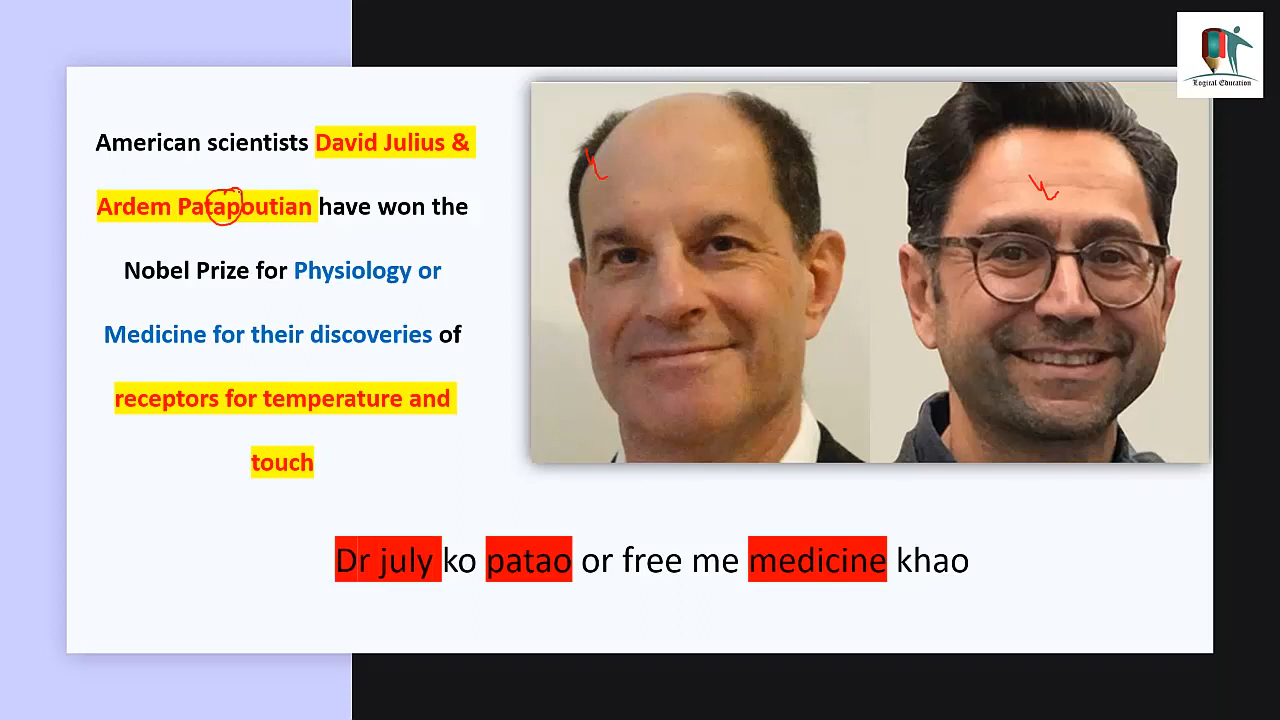 American scientists David Julius &
Ardem Patapoutian have won the
Nobel Prize for Physiology or
Medicine for their discoveries of
receptors for temperature and
touch
Dr july ko patao or free me medicine khao
Logical Education